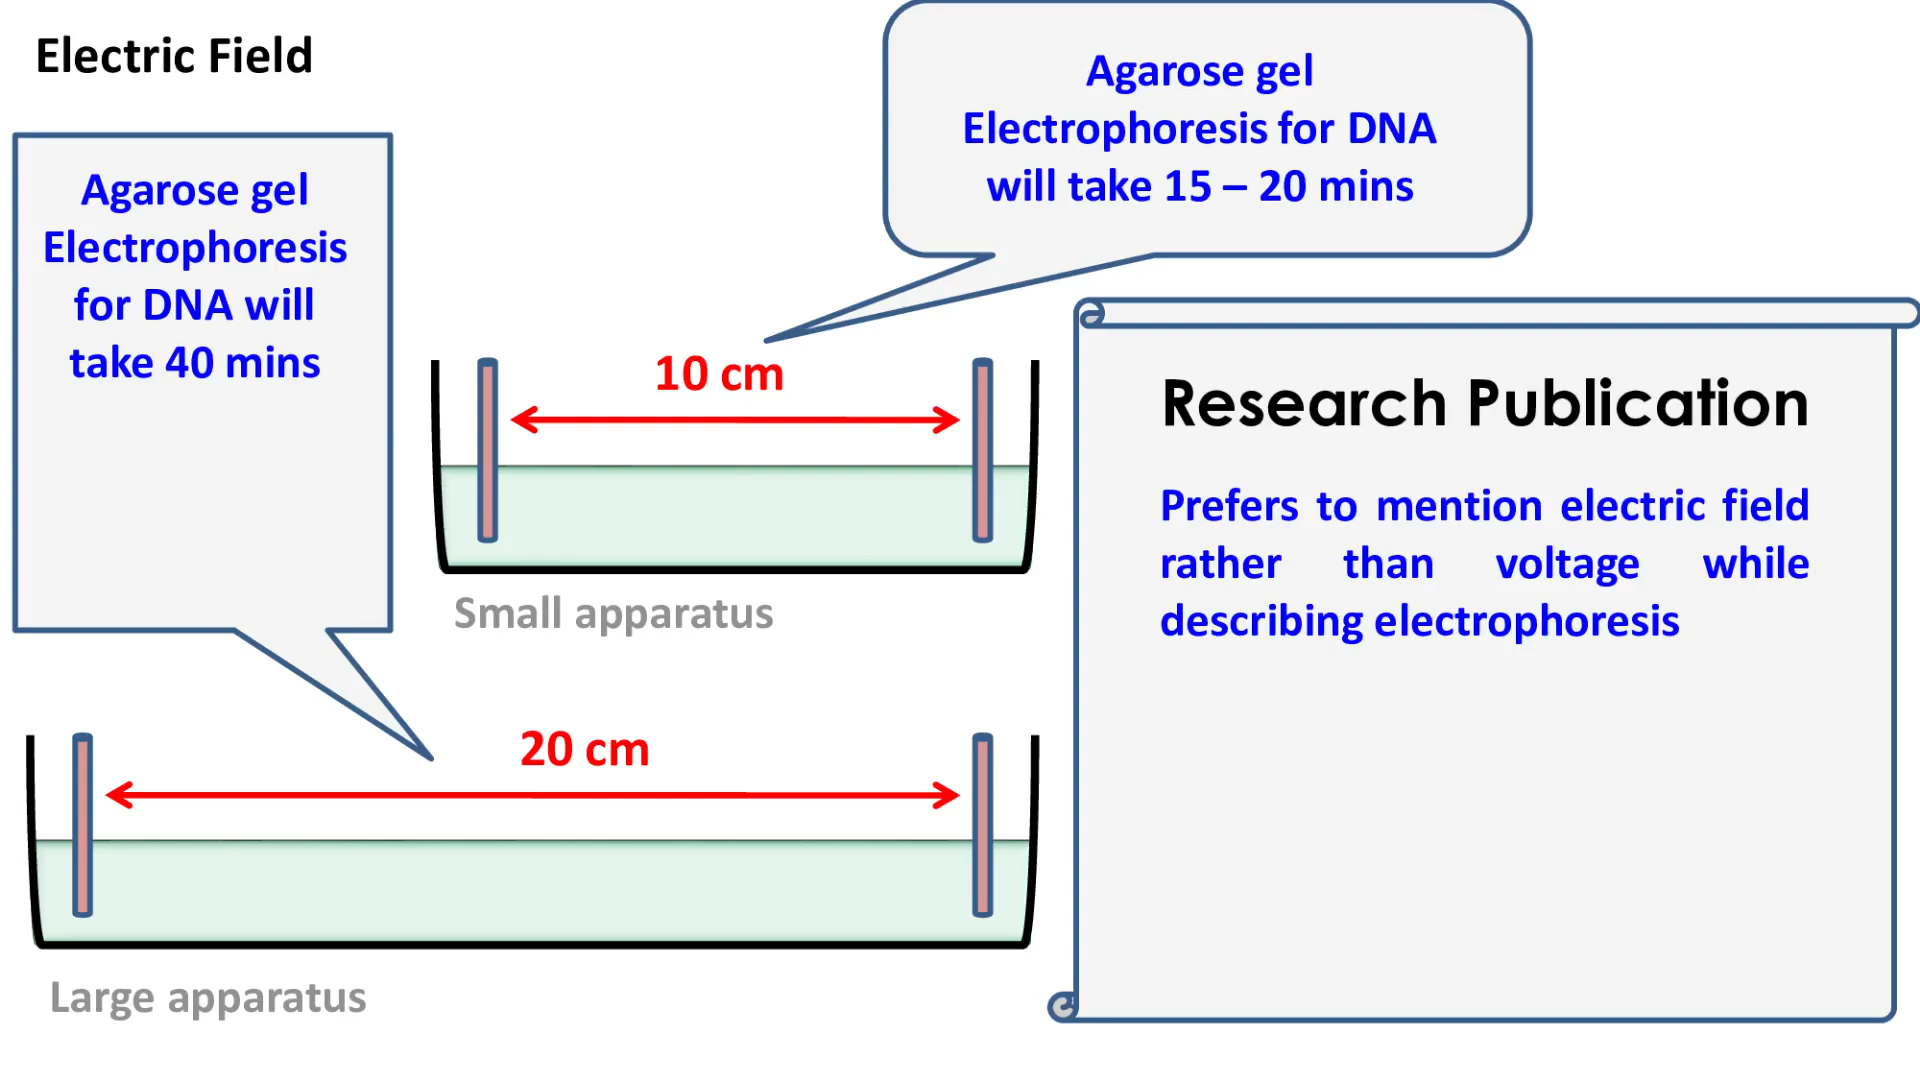 Electric Field
Agarose gel
Electrophoresis for DNA
will take 15 – 20 mins
Agarose gel
Electrophoresis
for DNA will
take 40 mins
10 cm
Small apparatus
Research Publication
Prefers to mention electric field
rather than voltage while
describing electrophoresis
20 cm
Large apparatus